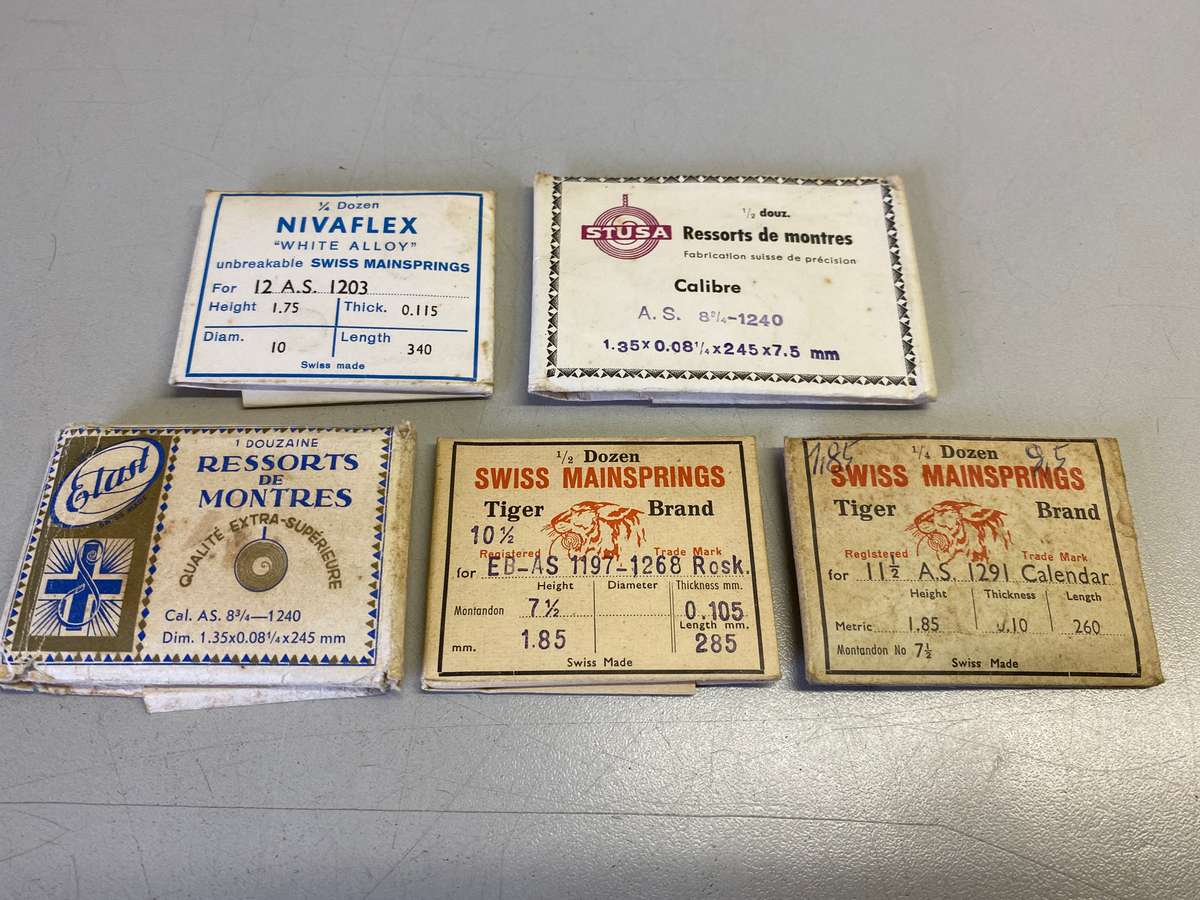 ¼ Dozen
NIVAFLEX
"WHITE ALLOY"
unbreakable SWISS MAINSPRINGS
For 12 A.S. 1203
Height 1.75 Thick. 0.115
Diam. 10 Length 340
Swiss made
STUSA
½ douz.
Ressorts de montres
Fabrication suisse de précision
Calibre
A.S. 8¾-1240
1.35x0.08¼x245x7.5 mm
Elast
1 DOUZAINE
RESSORTS
DE
MONTRES
QUALITÉ EXTRA-SUPÉRIEURE
Cal. AS. 8¾—1240
Dim. 1.35x0.08¼x245 mm
½ Dozen
SWISS MAINSPRINGS
Tiger Brand
10½
Registered Trade Mark
for EB-AS 1197-1268 Rosk.
Height Diameter Thickness mm.
Montandon 7½ 0.105
Length mm.
mm. 1.85 285
Swiss Made
1,85 9,5
¼ Dozen
SWISS MAINSPRINGS
Tiger Brand
Registered Trade Mark
for 11½ A.S. 1291 Calendar
Height Thickness Length
Metric 1.85 0.10 260
Montandon No 7½
Swiss Made